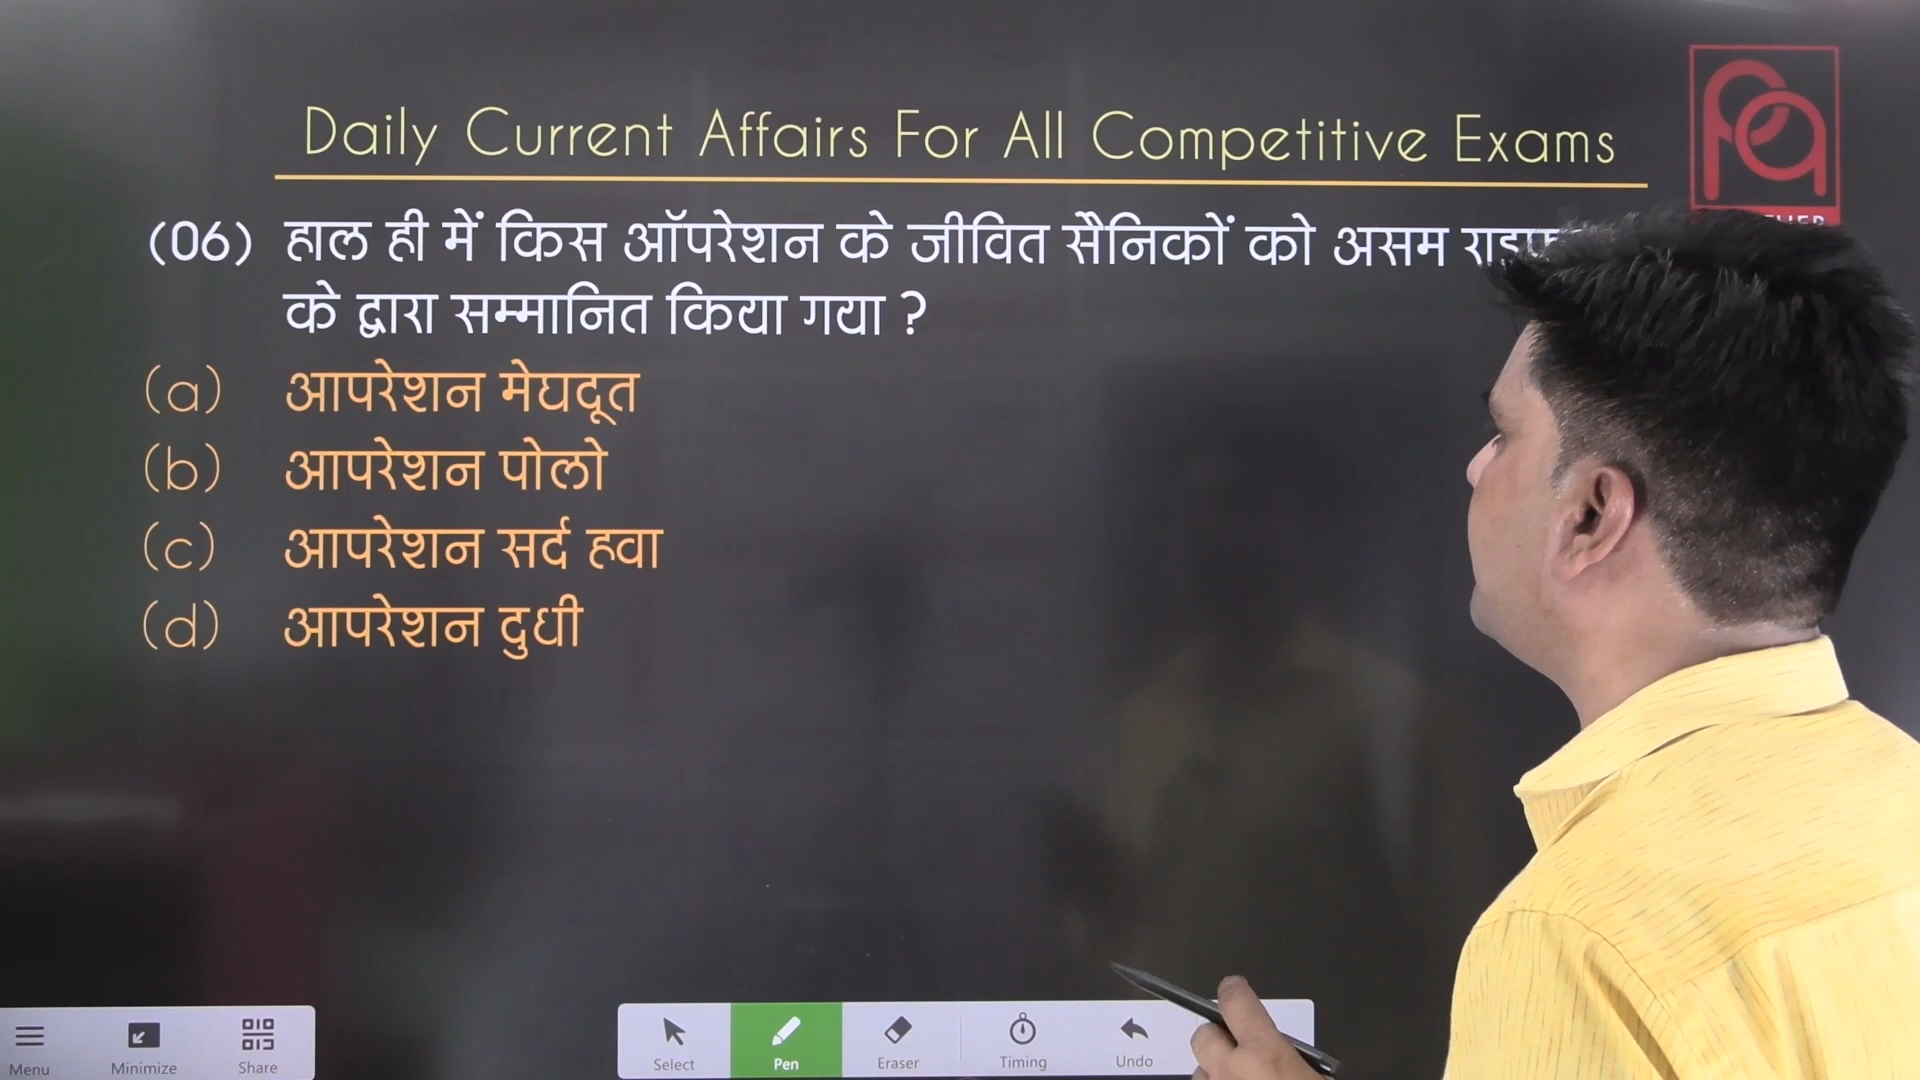 Daily Current Affairs For All Competitive Exams
(06) हाल ही में किस ऑपरेशन के जीवित सैनिकों को असम
के द्वारा सम्मानित किया गया ?
(a) आपरेशन मेघदूत
(b) आपरेशन पोलो
(c) आपरेशन सर्द हवा
(d) आपरेशन दुधी
Menu Minimize Share Select Pen Eraser Timing Undo